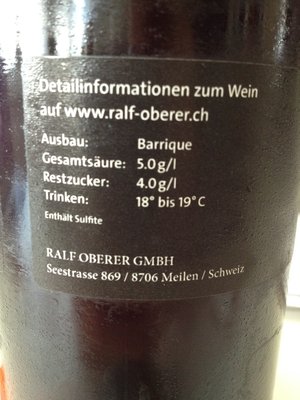 Detailinformationen zum Wein
auf www.ralf-oberer.ch
Ausbau: Barrique
Gesamtsäure: 5.0g/l
Restzucker: 4.0g/l
Trinken: 18° bis 19°C
Enthält Sulfite
RALF OBERER GMBH
Seestrasse 869 / 8706 Meilen / Schweiz